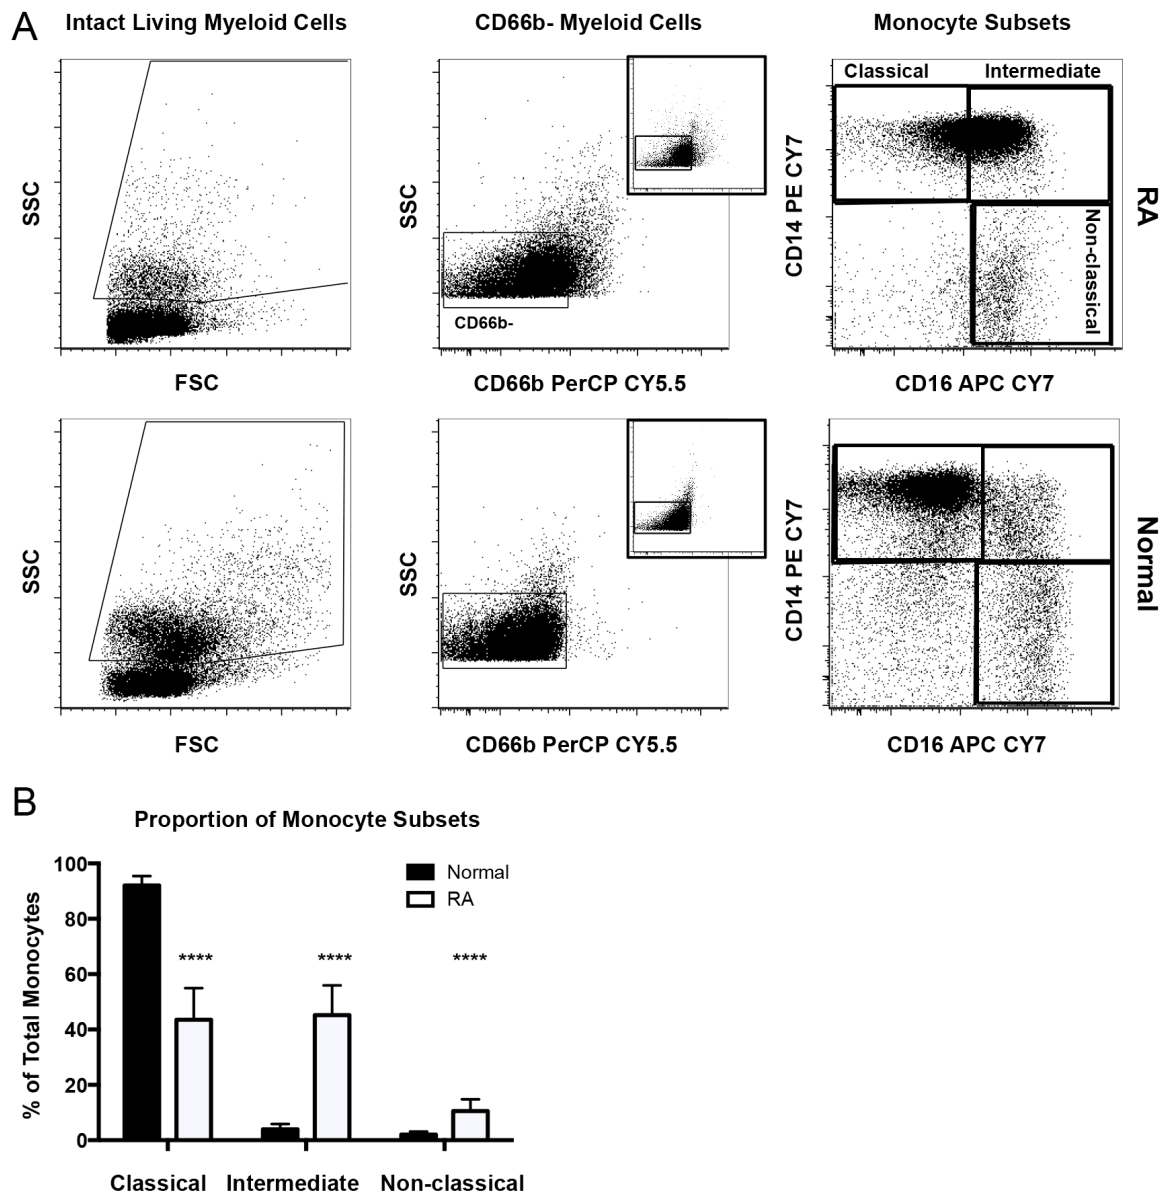 A
Intact Living Myeloid Cells
CD66b- Myeloid Cells
Monocyte Subsets
SSC
FSC
SSC
CD66b-
CD66b PerCP CY5.5
CD14 PE CY7
Classical
Intermediate
Non-classical
CD16 APC CY7
RA
SSC
FSC
SSC
CD66b PerCP CY5.5
CD14 PE CY7
CD16 APC CY7
Normal
B
Proportion of Monocyte Subsets
% of Total Monocytes
100
80
60
40
20
0
Normal
RA
****
****
****
Classical
Intermediate
Non-classical